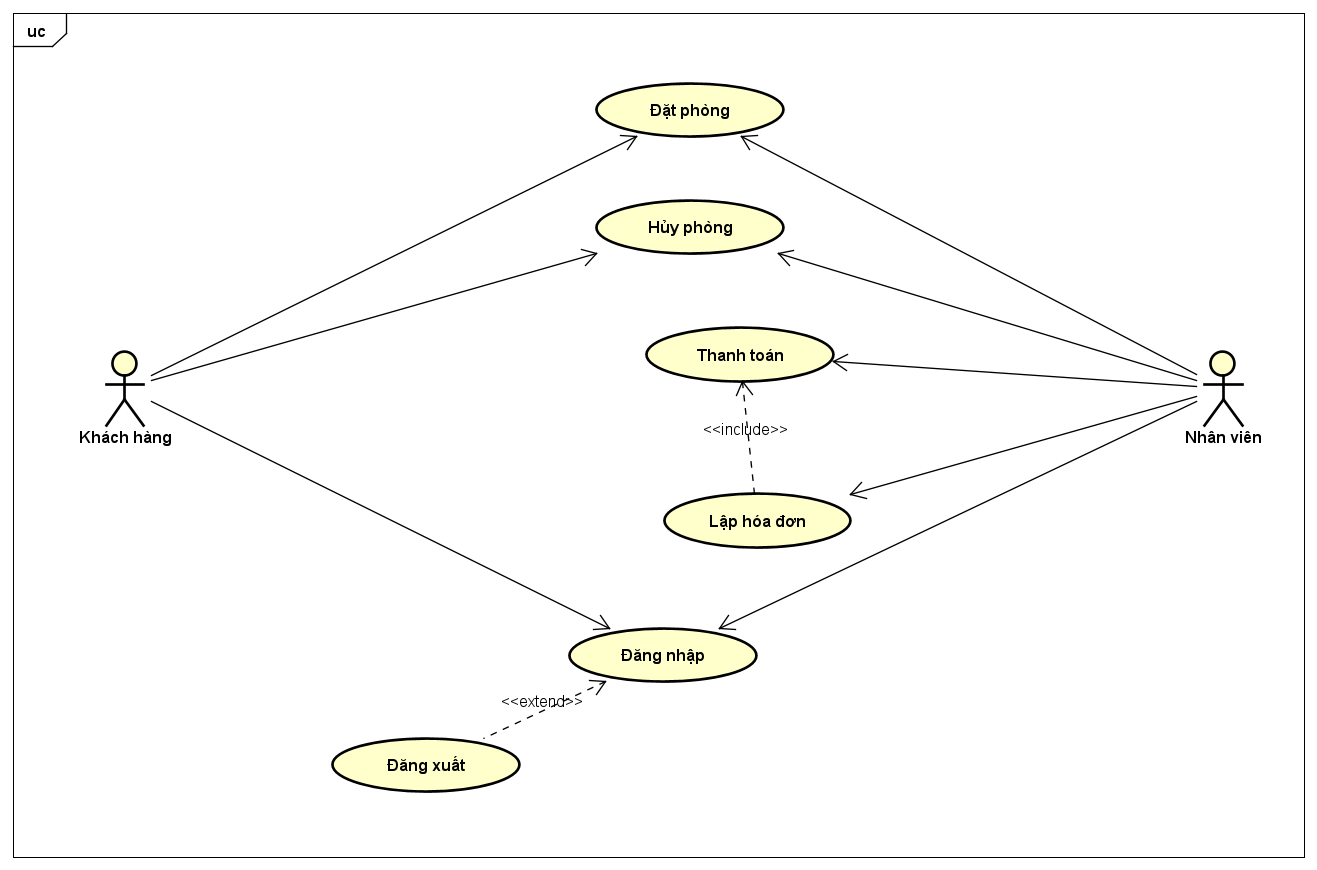 uc
Đặt phòng
Hủy phòng
Thanh toán
<<include>>
Khách hàng
Nhân viên
Lập hóa đơn
Đăng nhập
<<extend>>
Đăng xuất